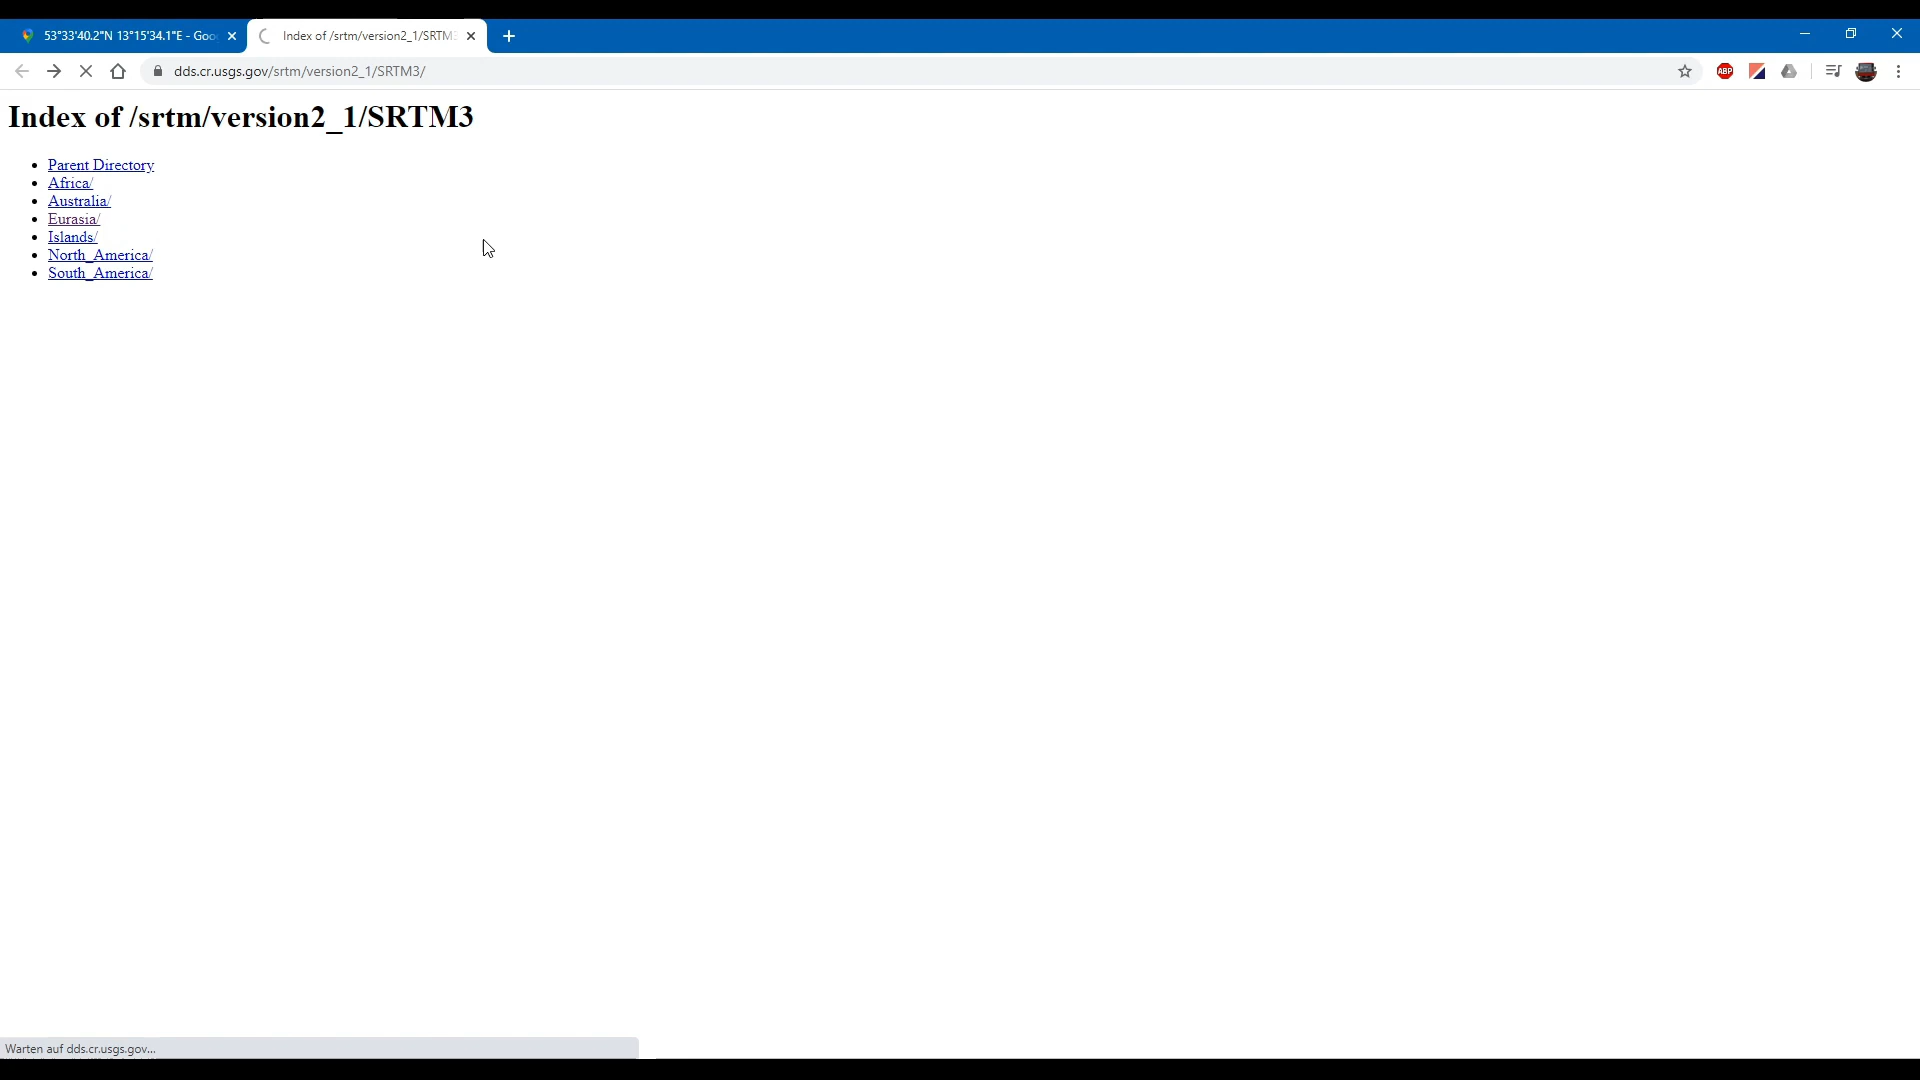 53°33'40.2"N 13°15'34.1"E - Goo
Index of /srtm/version2_1/SRTM3
dds.cr.usgs.gov/srtm/version2_1/SRTM3/
ABP
Index of /srtm/version2_1/SRTM3
Parent Directory
Africa/
Australia/
Eurasia/
Islands/
North_America/
South_America/
Warten auf dds.cr.usgs.gov...